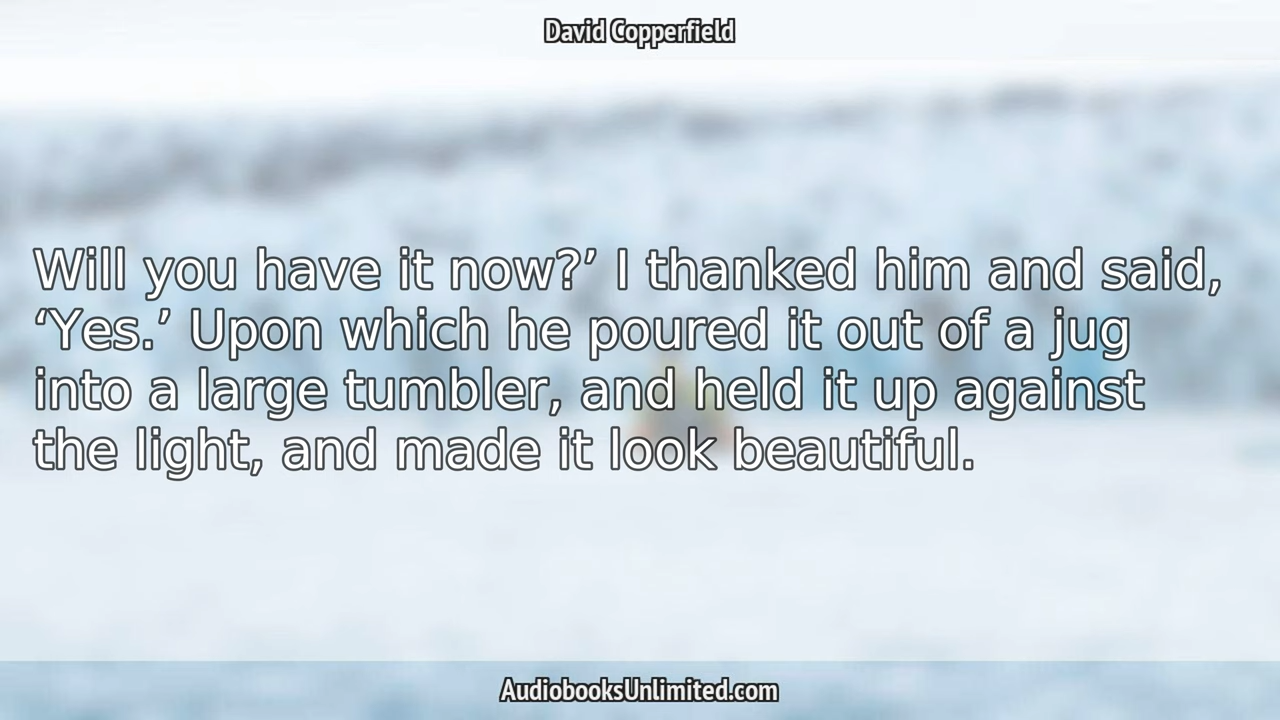 David Copperfield
Will you have it now?’ I thanked him and said,
‘Yes.’ Upon which he poured it out of a jug
into a large tumbler, and held it up against
the light, and made it look beautiful.
AudiobooksUnlimited.com